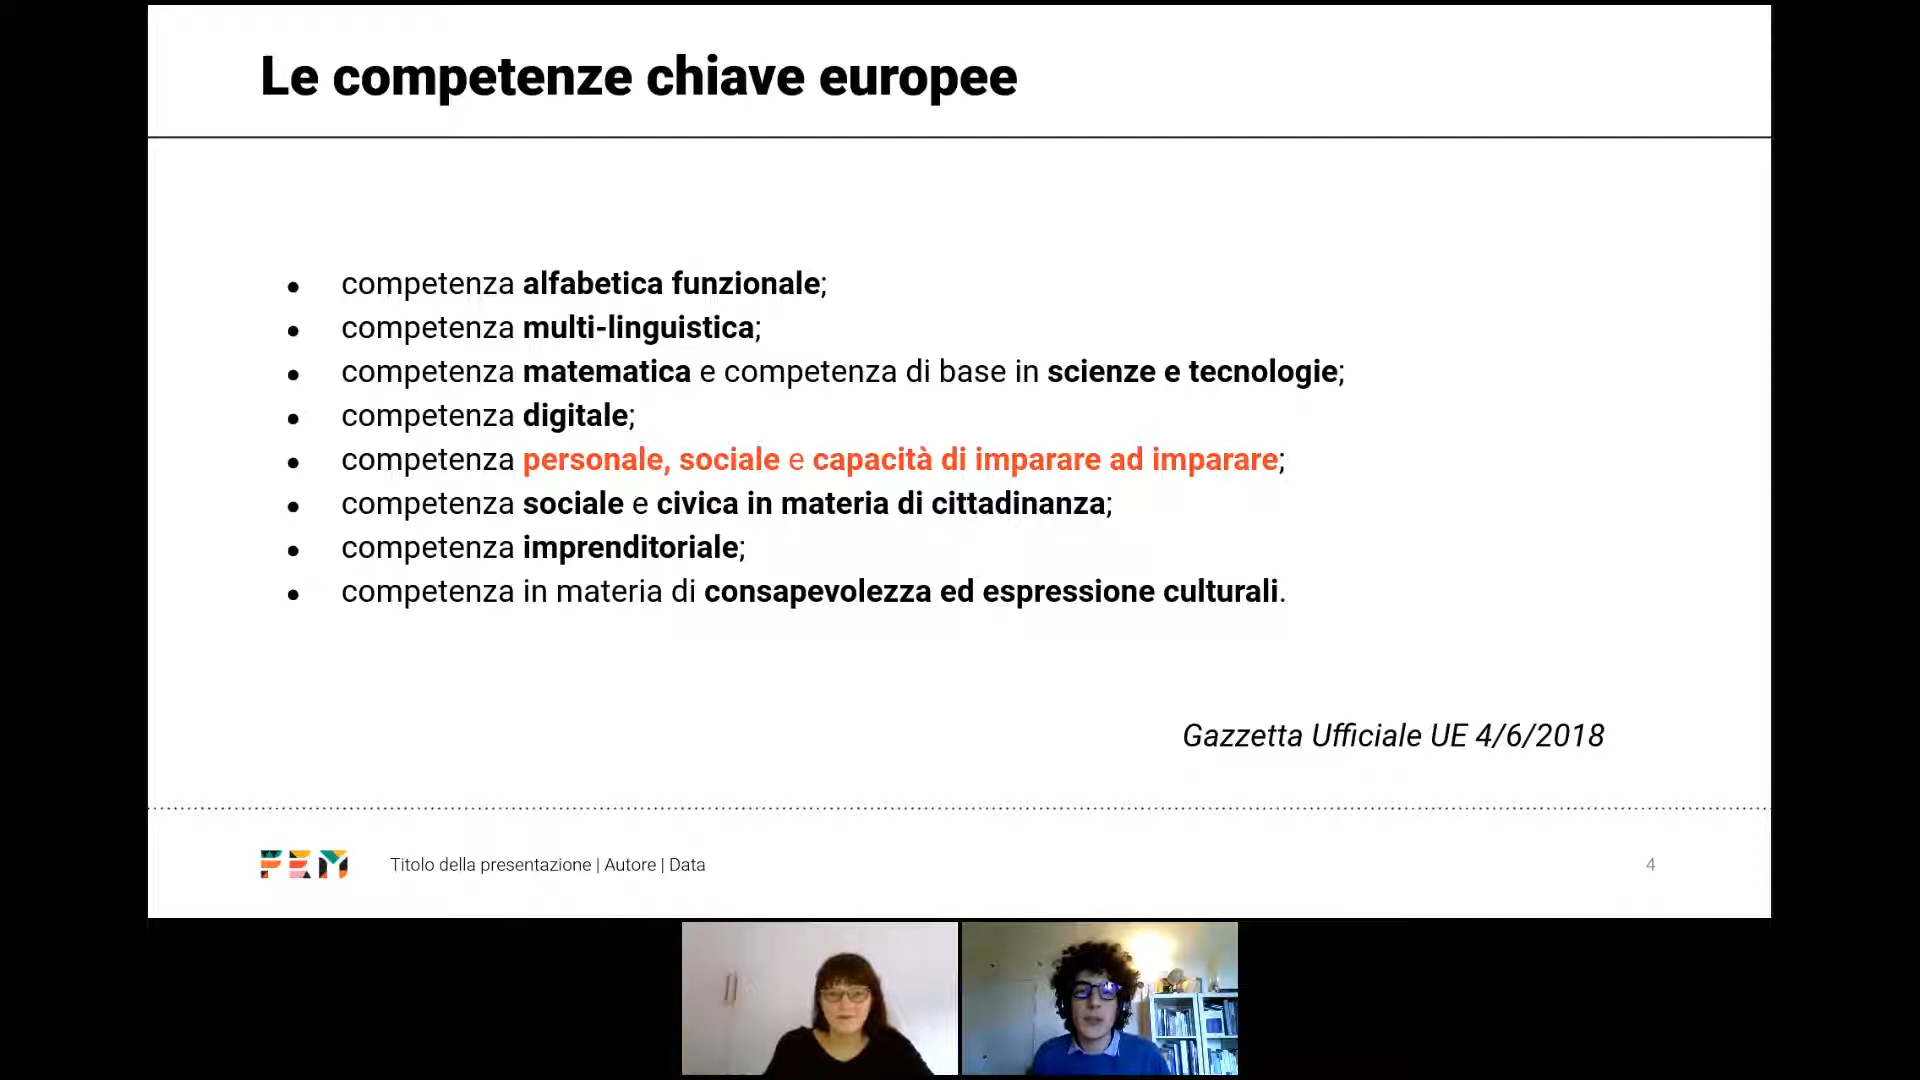 Le competenze chiave europee
● competenza alfabetica funzionale;
● competenza multi-linguistica;
● competenza matematica e competenza di base in scienze e tecnologie;
● competenza digitale;
● competenza personale, sociale e capacità di imparare ad imparare;
● competenza sociale e civica in materia di cittadinanza;
● competenza imprenditoriale;
● competenza in materia di consapevolezza ed espressione culturali.
Gazzetta Ufficiale UE 4/6/2018
FEM Titolo della presentazione | Autore | Data 4